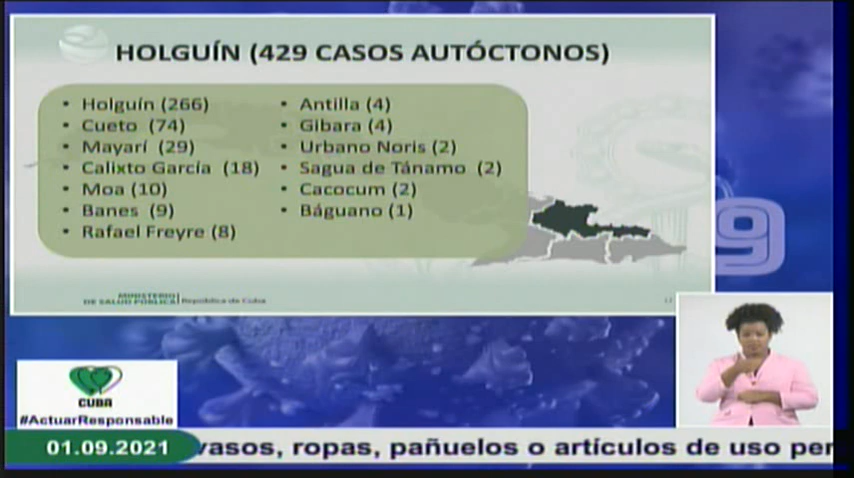 HOLGUÍN (429 CASOS AUTÓCTONOS)
• Holguín (266)
• Cueto (74)
• Mayarí (29)
• Calixto García (18)
• Moa (10)
• Banes (9)
• Rafael Freyre (8)
• Antilla (4)
• Gibara (4)
• Urbano Noris (2)
• Sagua de Tánamo (2)
• Cacocum (2)
• Báguano (1)
MINISTERIO
DE SALUD PÚBLICA República de Cuba
9
CUBA
#ActuarResponsable
01.09.2021 vasos, ropas, pañuelos o artículos de uso per